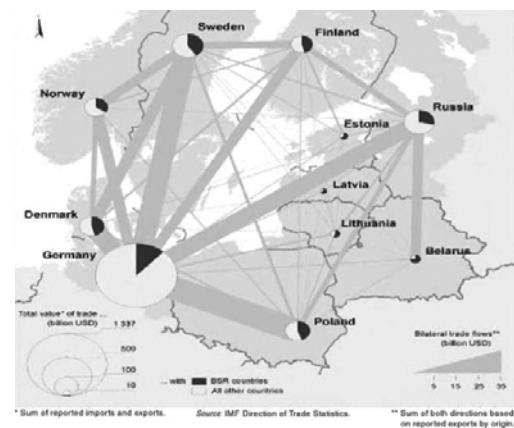 Sweden
Finland
Norway
Russia
Estonia
Latvia
Denmark
Lithuania
Germany
Belarus
Poland
Total value* of trade ...
(billion USD)
1 337
500
100
10
... with
BSR countries
All other countries
Bilateral trade flows**
(billion USD)
5 15 25 35
* Sum of reported imports and exports.
Source: IMF Direction of Trade Statistics.
** Sum of both directions based
on reported exports by origin.